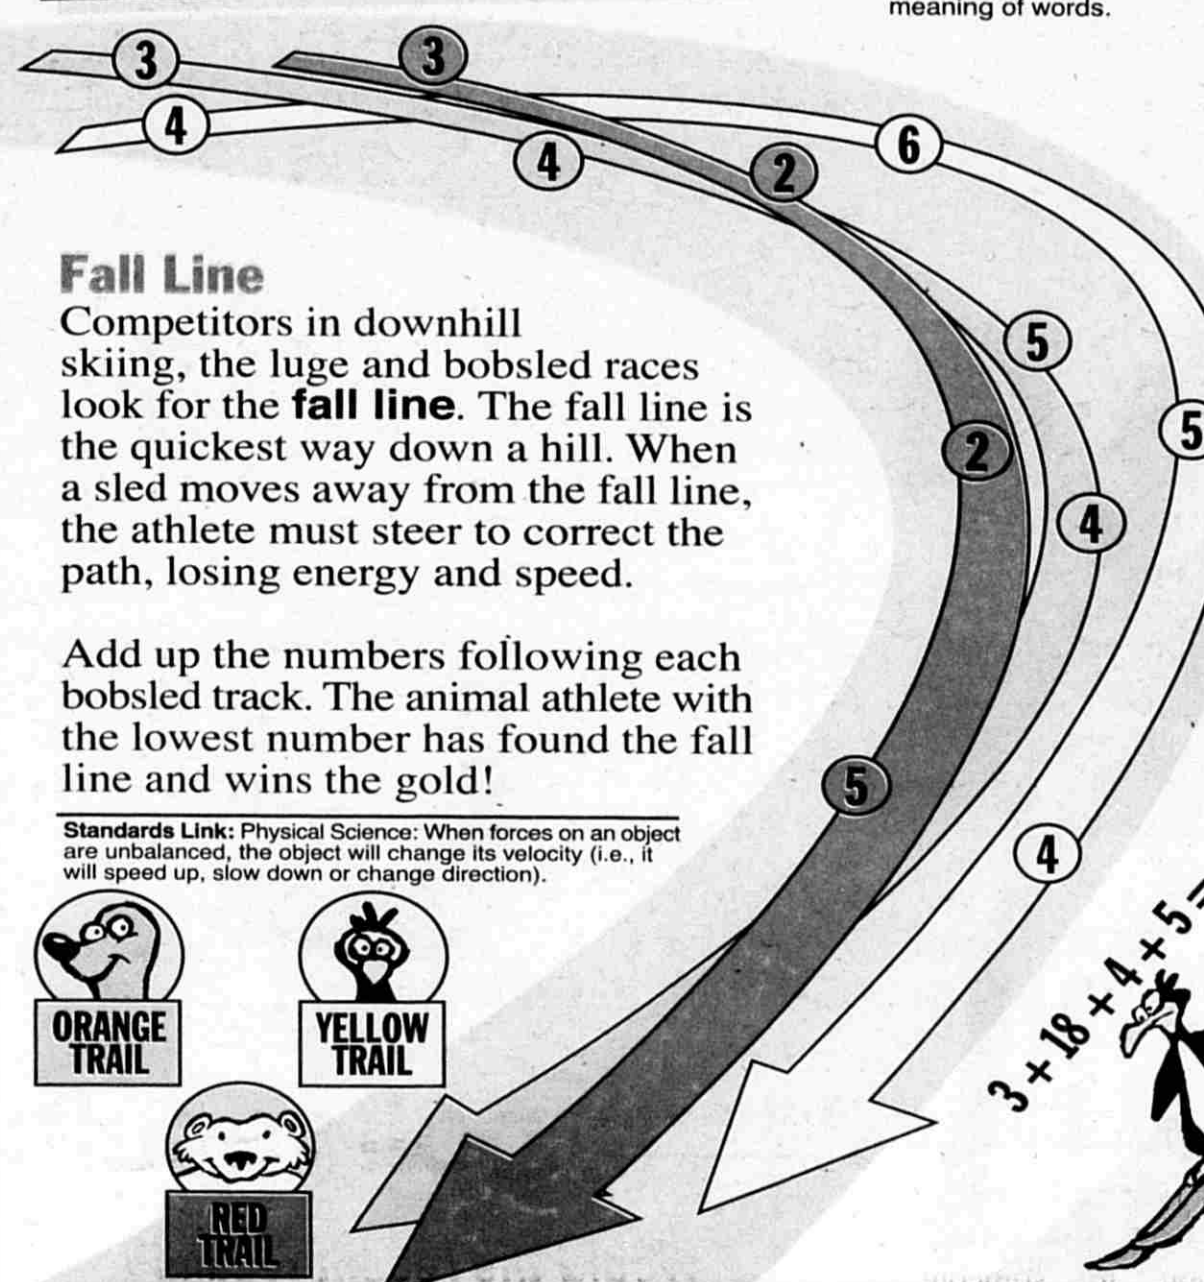 meaning of words.
3
3
4
4
2
6
Fall Line
Competitors in downhill
skiing, the luge and bobsled races
look for the fall line. The fall line is
the quickest way down a hill. When
a sled moves away from the fall line,
the athlete must steer to correct the
path, losing energy and speed.
5
2
5
4
Add up the numbers following each
bobsled track. The animal athlete with
the lowest number has found the fall
line and wins the gold!
5
4
Standards Link: Physical Science: When forces on an object
are unbalanced, the object will change its velocity (i.e., it
will speed up, slow down or change direction).
ORANGE
TRAIL
YELLOW
TRAIL
RED
TRAIL
3 + 18 + 4 + 5 =